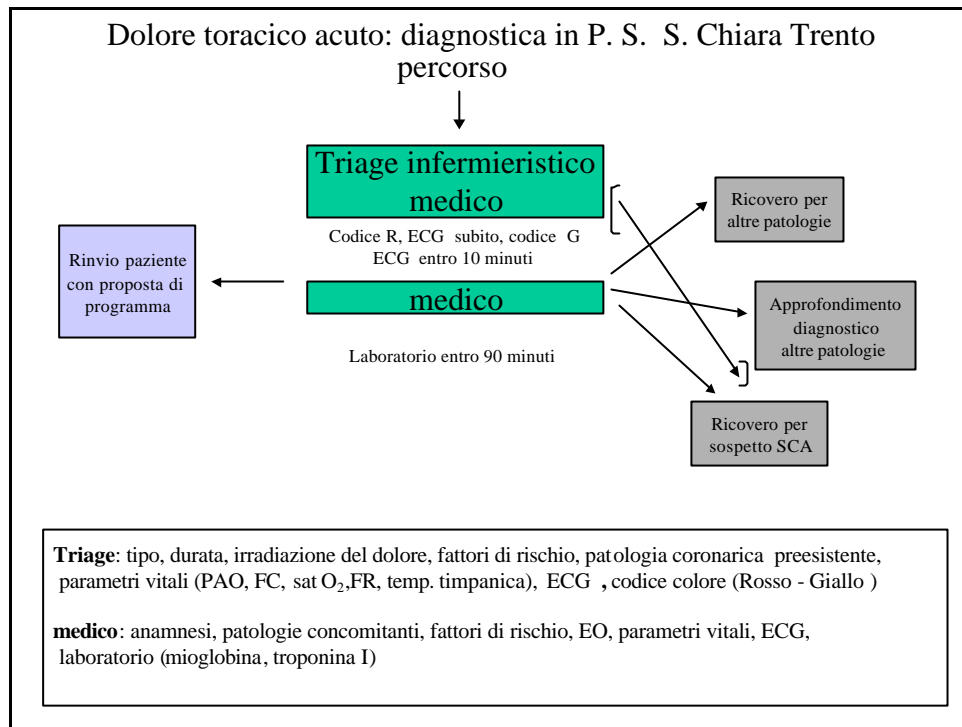 Dolore toracico acuto: diagnostica in P. S. S. Chiara Trento
percorso
Triage infermieristico
medico
Codice R, ECG subito, codice G
ECG entro 10 minuti
Ricovero per
altre patologie
Rinvio paziente
con proposta di
programma
medico
Approfondimento
diagnostico
altre patologie
Laboratorio entro 90 minuti
Ricovero per
sospetto SCA
Triage: tipo, durata, irradiazione del dolore, fattori di rischio, patologia coronarica preesistente,
parametri vitali (PAO, FC, sat O2,FR, temp. timpanica), ECG , codice colore (Rosso - Giallo )
medico: anamnesi, patologie concomitanti, fattori di rischio, EO, parametri vitali, ECG,
laboratorio (mioglobina, troponina I)